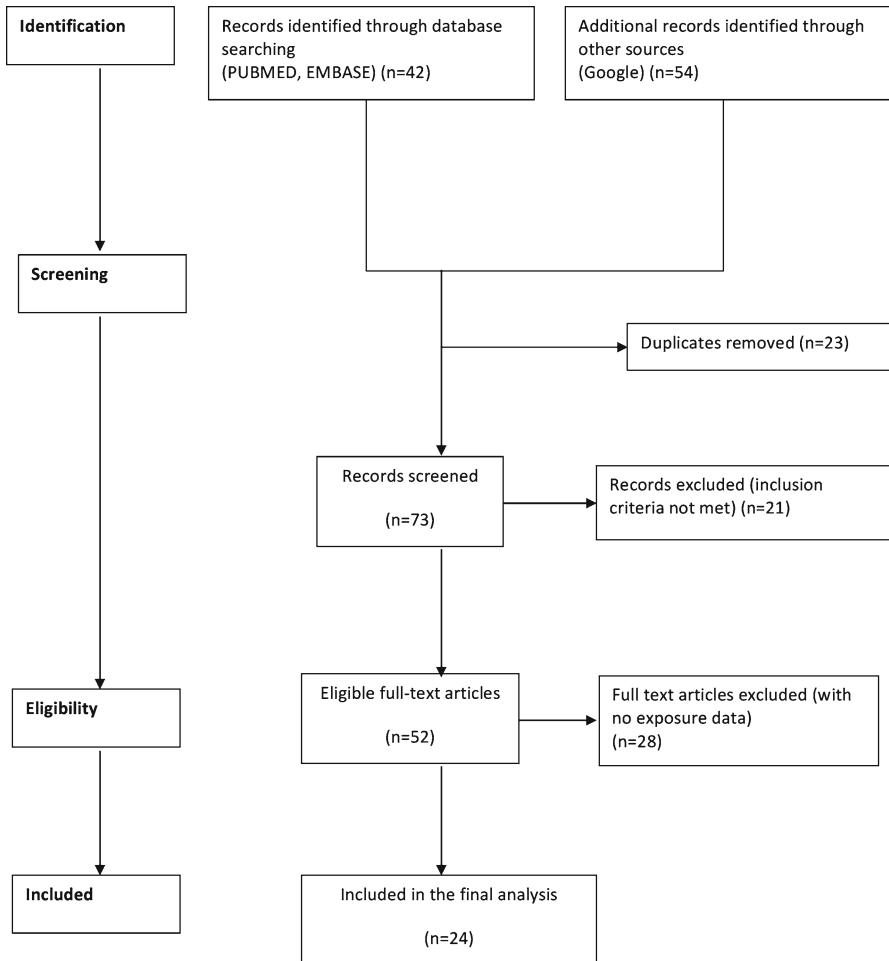 Identification
Records identified through database
searching
(PUBMED, EMBASE) (n=42)
Additional records identified through
other sources
(Google) (n=54)
Screening
Duplicates removed (n=23)
Records screened
(n=73)
Records excluded (inclusion
criteria not met) (n=21)
Eligibility
Eligible full-text articles
(n=52)
Full text articles excluded (with
no exposure data)
(n=28)
Included
Included in the final analysis
(n=24)